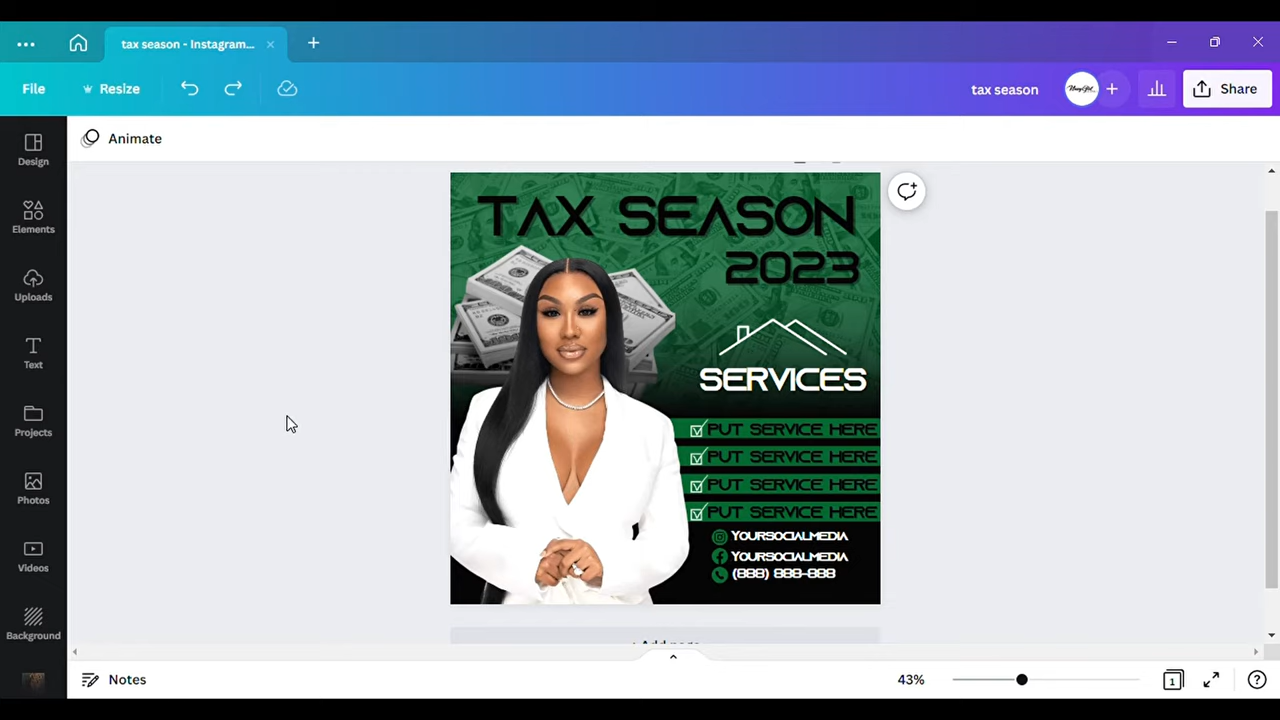 tax season - Instagram...
File
Resize
tax season
Share
Animate
Design
Elements
Uploads
Text
Projects
Photos
Videos
Background
TAX SEASON
2023
SERVICES
PUT SERVICE HERE
PUT SERVICE HERE
PUT SERVICE HERE
PUT SERVICE HERE
YOURSOCIALMEDIA
YOURSOCIALMEDIA
(888) 888-888
+ Add page
Notes
43%
1